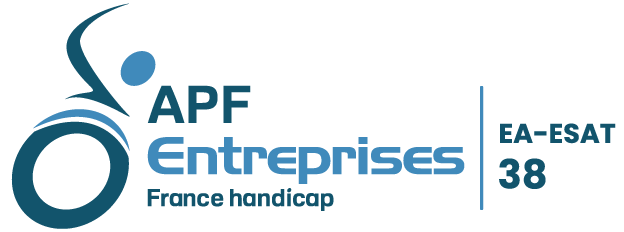 APF
Entreprises
France handicap
EA-ESAT
38